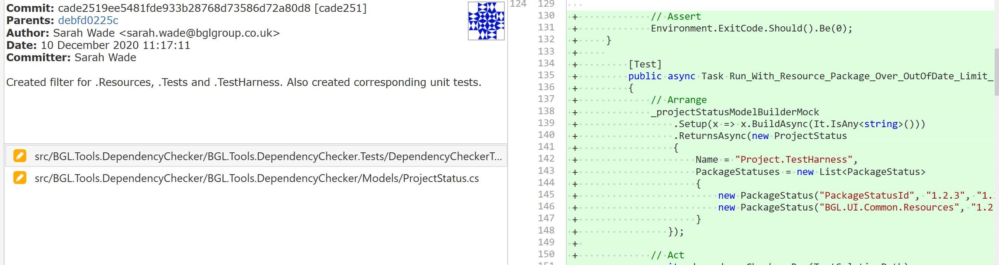 Commit: cade2519ee5481fde933b28768d73586d72a80d8 [cade251]
Parents: debfd0225c
Author: Sarah Wade <sarah.wade@bglgroup.co.uk>
Date: 10 December 2020 11:17:11
Committer: Sarah Wade
Created filter for .Resources, .Tests and .TestHarness. Also created corresponding unit tests.
src/BGL.Tools.DependencyChecker/BGL.Tools.DependencyChecker.Tests/DependencyCheckerT...
src/BGL.Tools.DependencyChecker/BGL.Tools.DependencyChecker/Models/ProjectStatus.cs
124 129
130 + // Assert
131 + Environment.ExitCode.Should().Be(0);
132 + }
133 +
134 + [Test]
135 + public async Task Run_With_Resource_Package_Over_OutOfDate_Limit_
136 + {
137 + // Arrange
138 + _projectStatusModelBuilderMock
139 + .Setup(x => x.BuildAsync(It.IsAny<string>()))
140 + .ReturnsAsync(new ProjectStatus
141 + {
142 + Name = "Project.TestHarness",
143 + PackageStatuses = new List<PackageStatus>
144 + {
145 + new PackageStatus("PackageStatusId", "1.2.3", "1.
146 + new PackageStatus("BGL.UI.Common.Resources", "1.2
147 + }
148 + });
149 +
150 + // Act